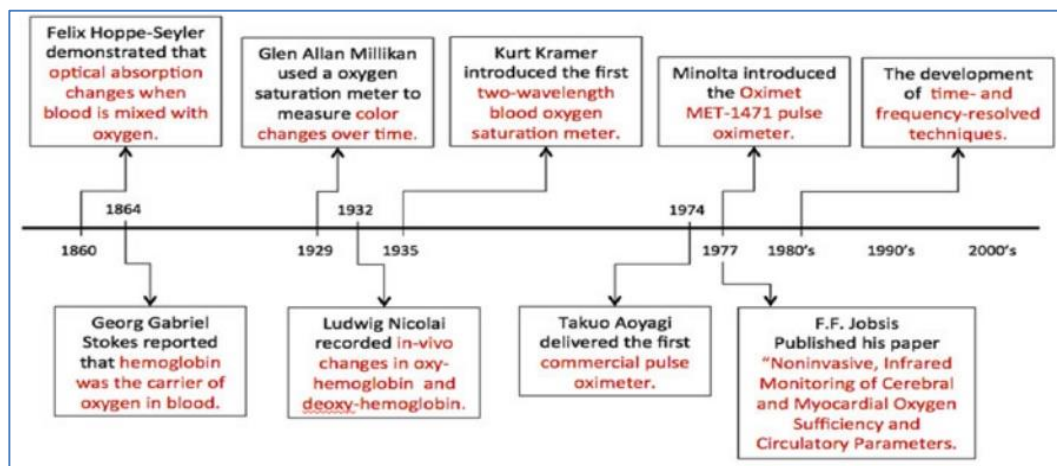 Felix Hoppe-Seyler
demonstrated that
optical absorption
changes when
blood is mixed with
oxygen.
Glen Allan Millikan
used a oxygen
saturation meter to
measure color
changes over time.
Kurt Kramer
introduced the first
two-wavelength
blood oxygen
saturation meter.
Minolta introduced
the Oximet
MET-1471 pulse
oximeter.
The development
of time- and
frequency-resolved
techniques.
1864
1932
1974
1860
1929
1935
1977
1980's
1990's
2000's
Georg Gabriel
Stokes reported
that hemoglobin
was the carrier of
oxygen in blood.
Ludwig Nicolai
recorded in-vivo
changes in oxy-
hemoglobin and
deoxy-hemoglobin.
Takuo Aoyagi
delivered the first
commercial pulse
oximeter.
F.F. Jobsis
Published his paper
“Noninvasive, Infrared
Monitoring of Cerebral
and Myocardial Oxygen
Sufficiency and
Circulatory Parameters.